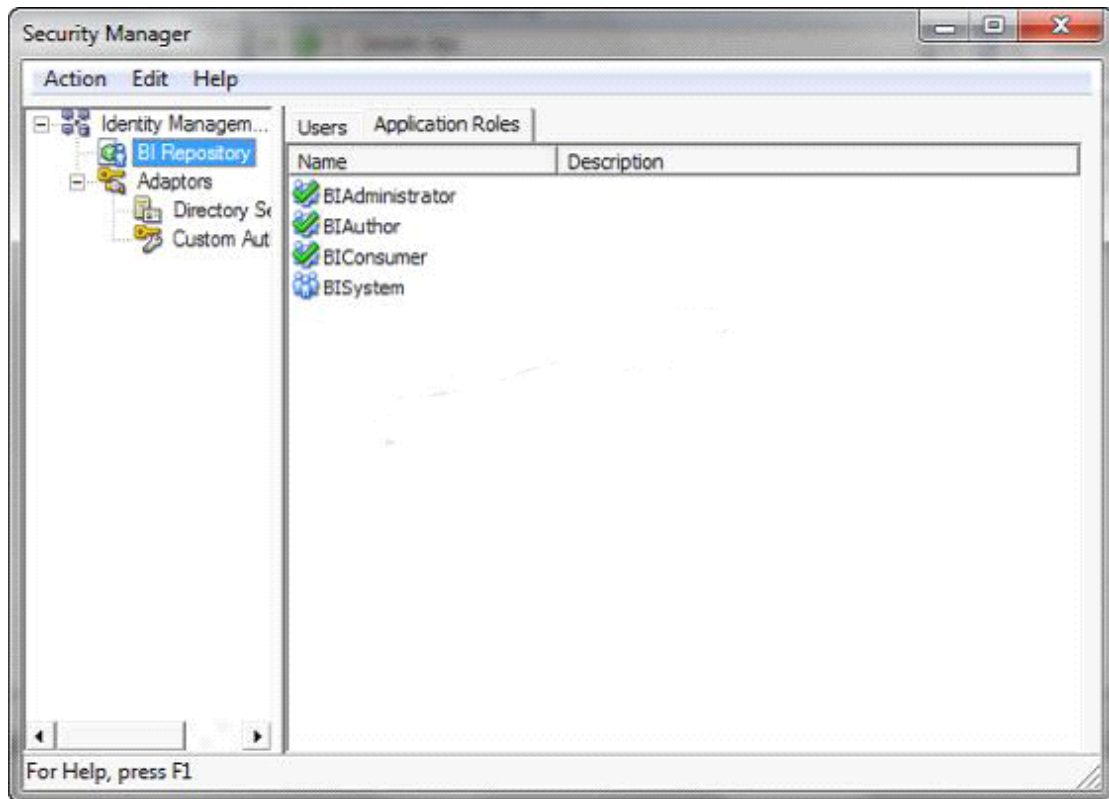 Security Manager
Action Edit Help
Identity Managem...
BI Repository
Adaptors
Directory Se
Custom Aut
Users Application Roles
Name Description
BIAdministrator
BIAuthor
BIConsumer
BISystem
For Help, press F1